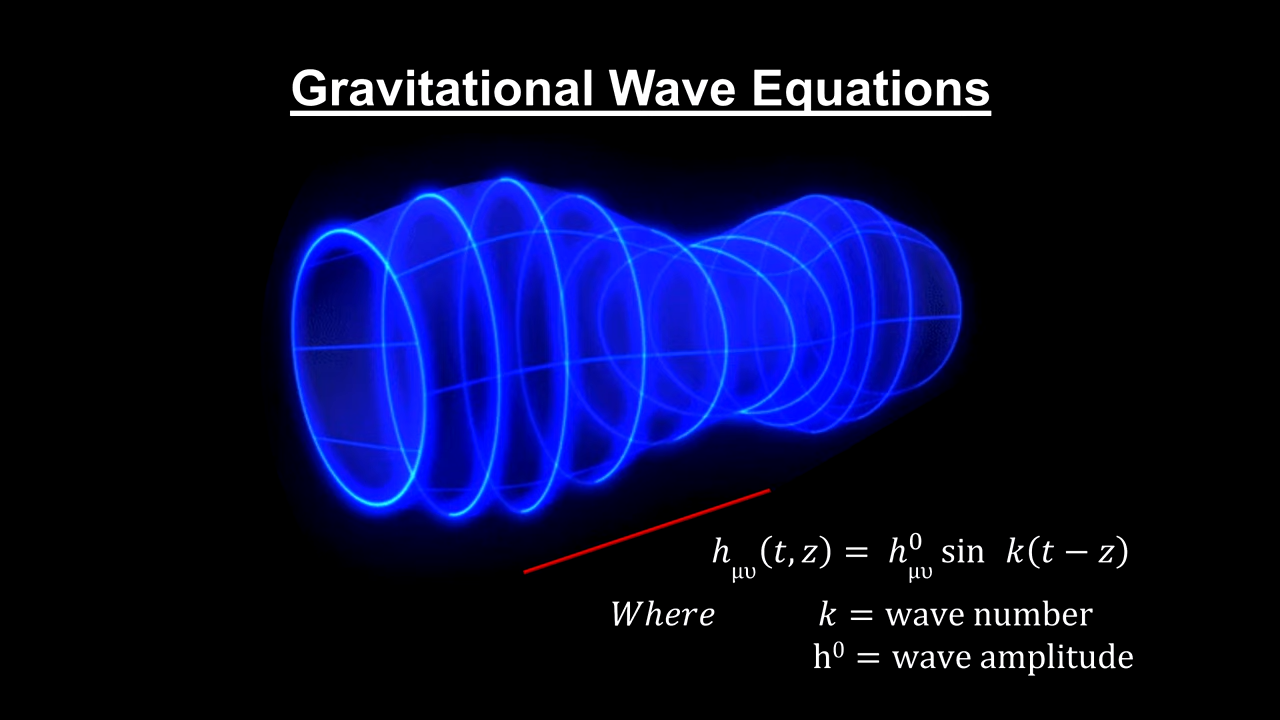 Gravitational Wave Equations
h_μυ(t, z) = h^0_μυ sin k(t − z)
Where k = wave number
h^0 = wave amplitude